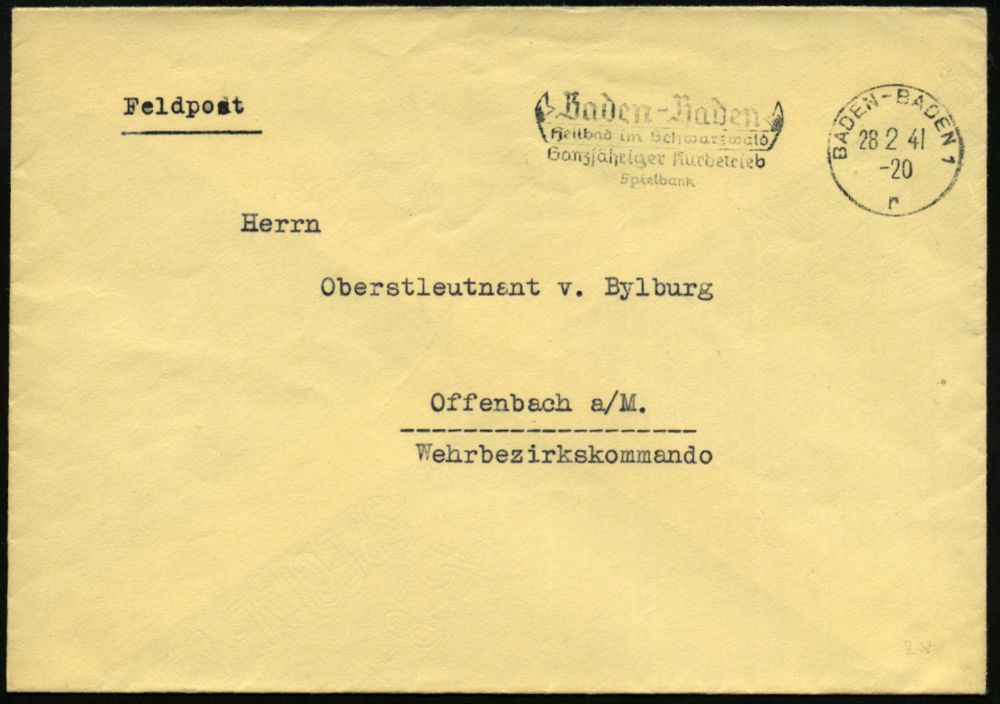 Feldpost
Baden-Baden
Heilbad im Schwarzwald
Ganzjähriger Kurbetrieb
Spielbank
BADEN-BADEN 1
28 2 41
-20
r
Herrn
Oberstleutnant v. Bylburg
Offenbach a/M.
Wehrbezirkskommando